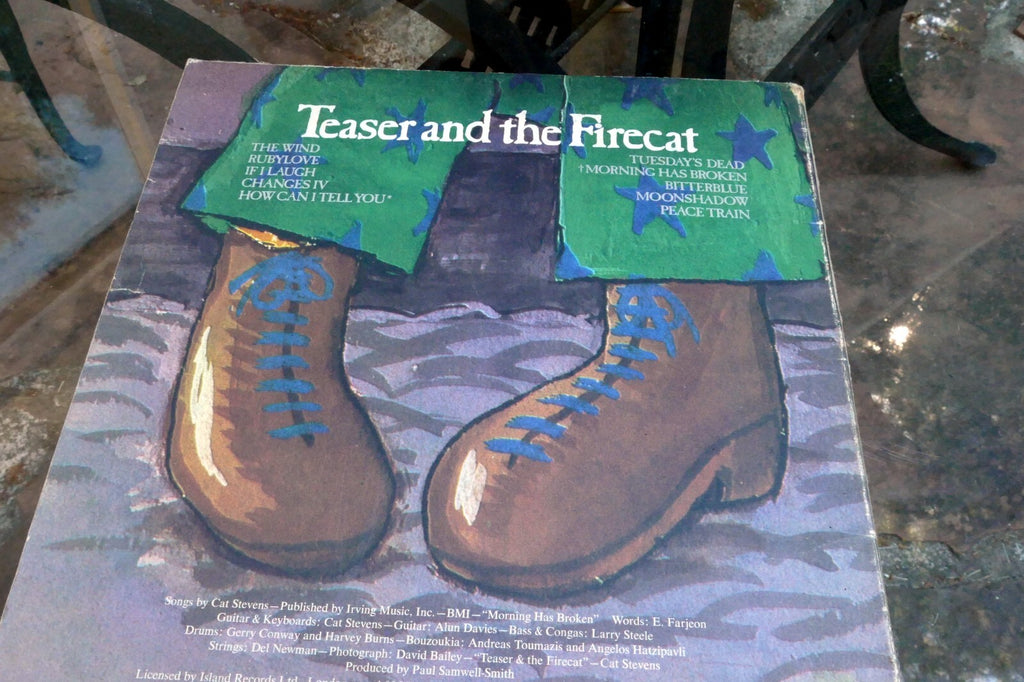 Teaser and the Firecat
THE WIND
RUBYLOVE
IF I LAUGH
CHANGES IV
HOW CAN I TELL YOU*
TUESDAY'S DEAD
†MORNING HAS BROKEN
BITTERBLUE
MOONSHADOW
PEACE TRAIN
Songs by Cat Stevens—Published by Irving Music, Inc.—BMI—"Morning Has Broken" Words: E. Farjeon
Guitar & Keyboards: Cat Stevens—Guitar: Alun Davies—Bass & Congas: Larry Steele
Drums: Gerry Conway and Harvey Burns—Bouzoukia: Andreas Toumazis and Angelos Hatzipavli
Strings: Del Newman—Photograph: David Bailey—"Teaser & the Firecat"—Cat Stevens
Produced by Paul Samwell-Smith
Licensed by Island Records Ltd.